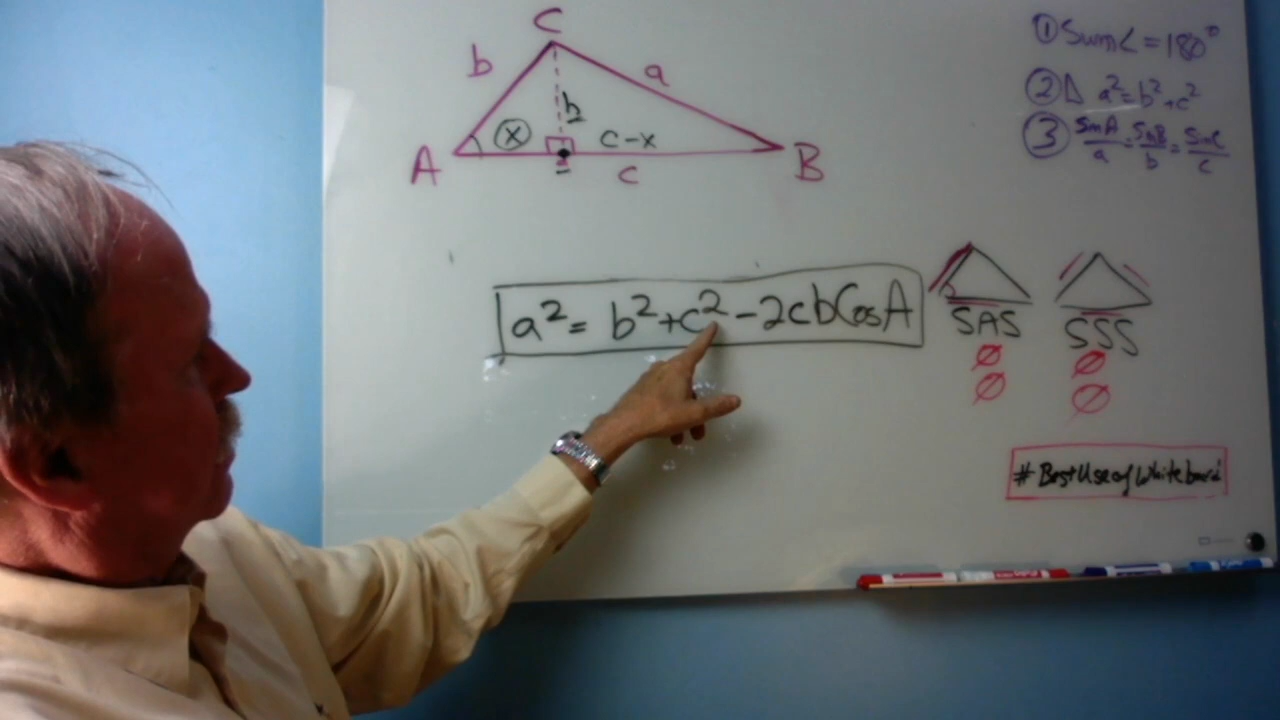 C
b
a
h
x
c-x
A
B
c
① Sum∠ = 180°
② △ a² = b² + c²
③ SinA/a = SinB/b = SinC/c
a² = b² + c² - 2cbCosA
SAS
SSS
∅ ∅
∅ ∅
#BestUseofWhiteboard